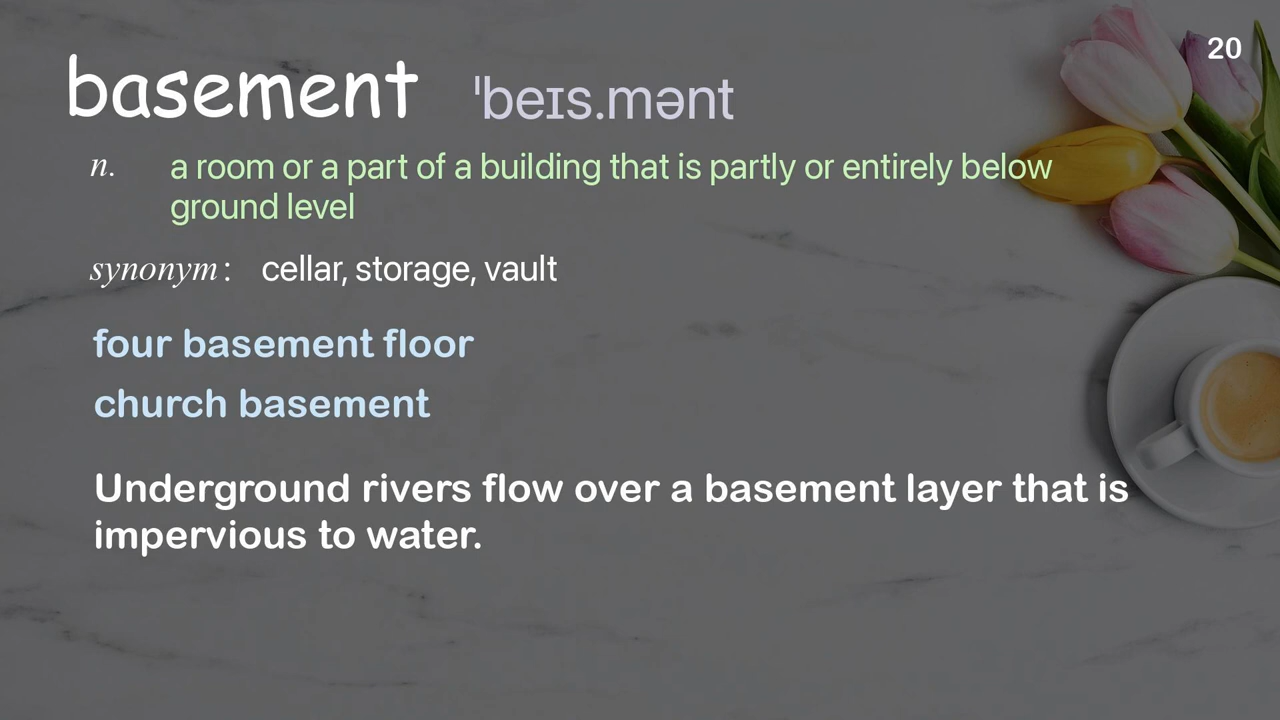 20
basement ˈbeɪs.mənt
n. a room or a part of a building that is partly or entirely below
ground level
synonym: cellar, storage, vault
four basement floor
church basement
Underground rivers flow over a basement layer that is
impervious to water.